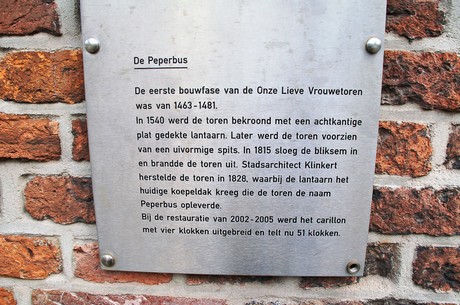 De Peperbus
De eerste bouwfase van de Onze Lieve Vrouwetoren
was van 1463-1481.
In 1540 werd de toren bekroond met een achtkantige
plat gedekte lantaarn. Later werd de toren voorzien
van een uivormige spits. In 1815 sloeg de bliksem in
en brandde de toren uit. Stadsarchitect Klinkert
herstelde de toren in 1828, waarbij de lantaarn het
huidige koepeldak kreeg die de toren de naam
Peperbus opleverde.
Bij de restauratie van 2002-2005 werd het carillon
met vier klokken uitgebreid en telt nu 51 klokken.